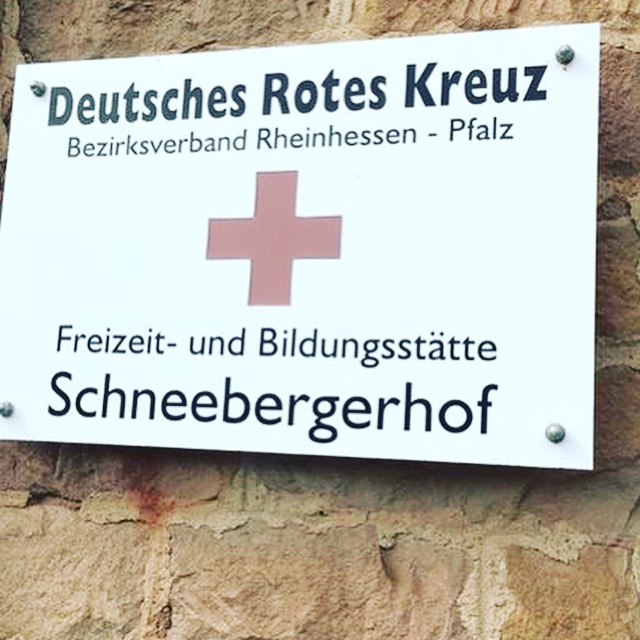 Deutsches Rotes Kreuz
Bezirksverband Rheinhessen - Pfalz
Freizeit- und Bildungsstätte
Schneebergerhof